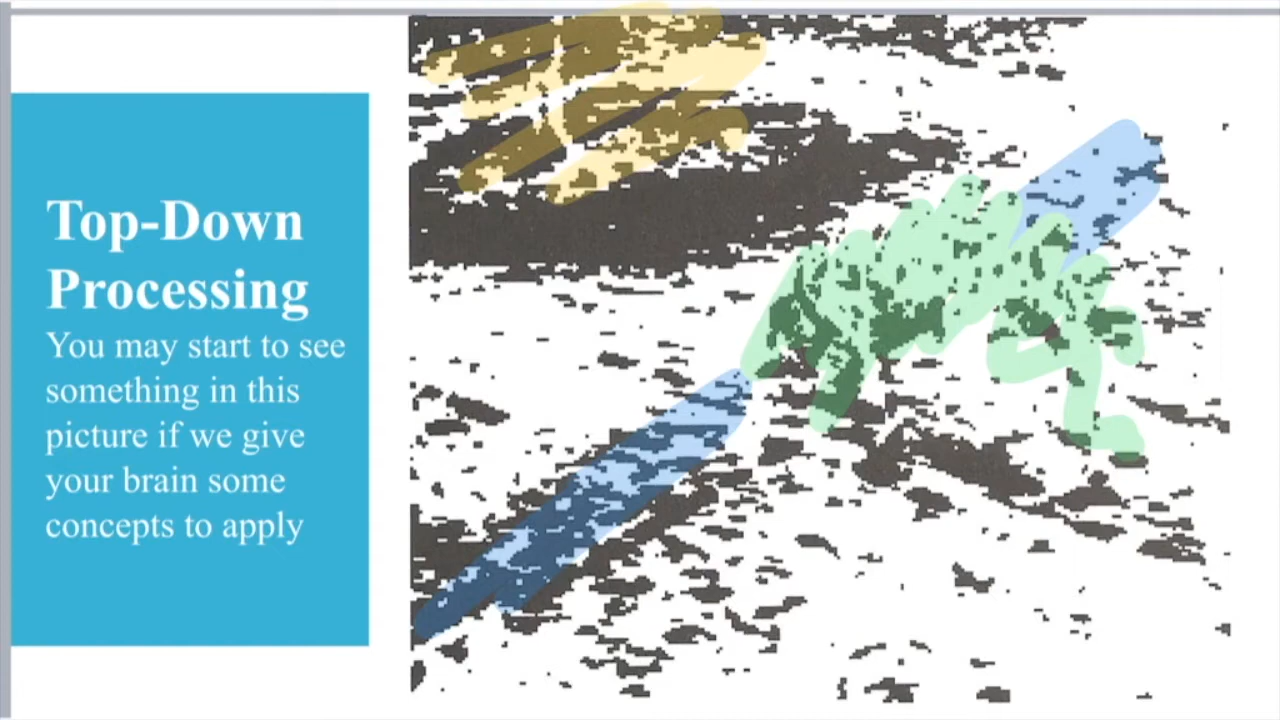 Top-Down
Processing
You may start to see
something in this
picture if we give
your brain some
concepts to apply